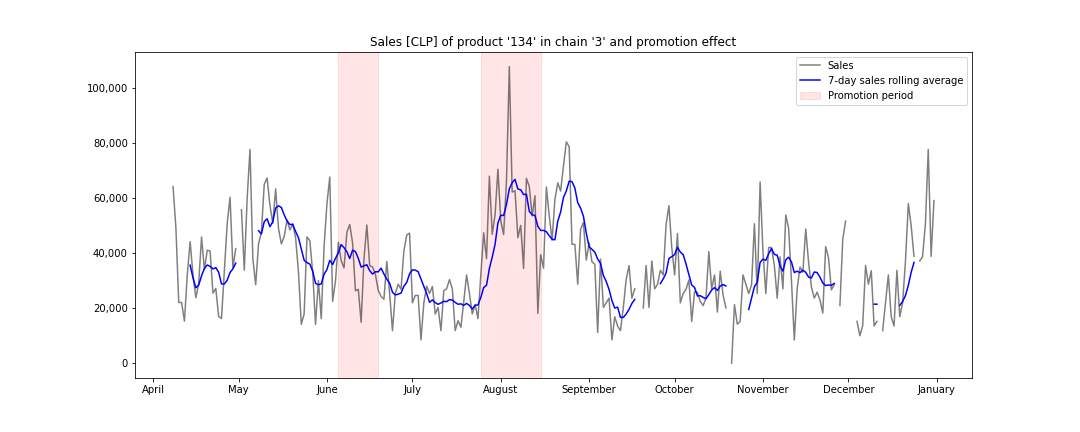 Sales [CLP] of product '134' in chain '3' and promotion effect
Sales
7-day sales rolling average
Promotion period
100,000
80,000
60,000
40,000
20,000
0
April May June July August September October November December January